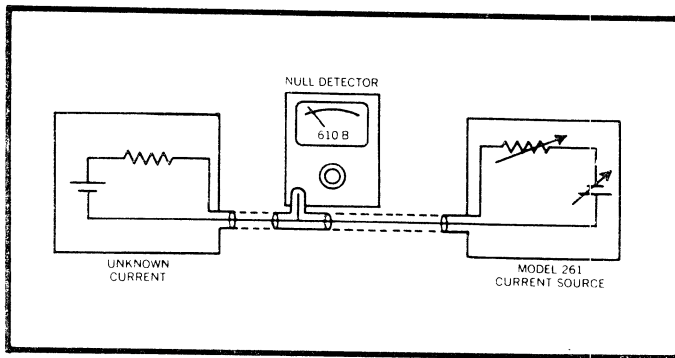 NULL DETECTOR
610 B
UNKNOWN
CURRENT
MODEL 261
CURRENT SOURCE